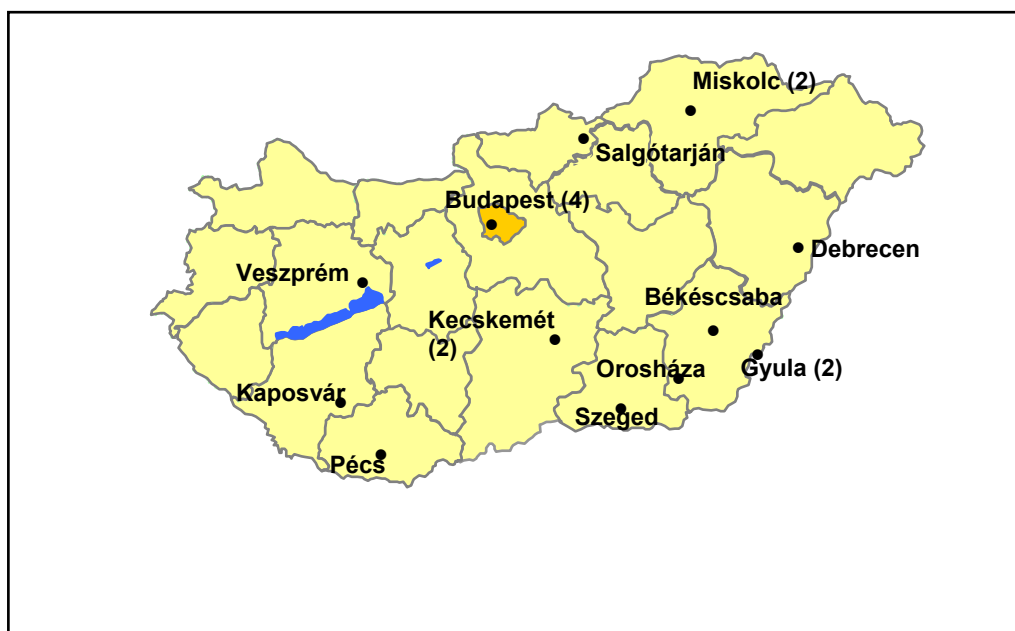 Miskolc (2)
Salgótarján
Budapest (4)
Debrecen
Veszprém
Békéscsaba
Kecskemét
(2)
Gyula (2)
Orosháza
Kaposvár
Szeged
Pécs